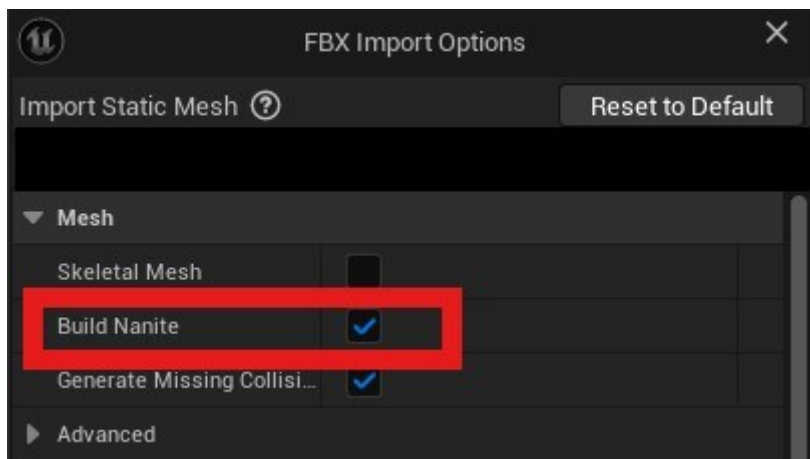 FBX Import Options
Import Static Mesh ? Reset to Default
Mesh
Skeletal Mesh
Build Nanite
Generate Missing Collisi...
Advanced